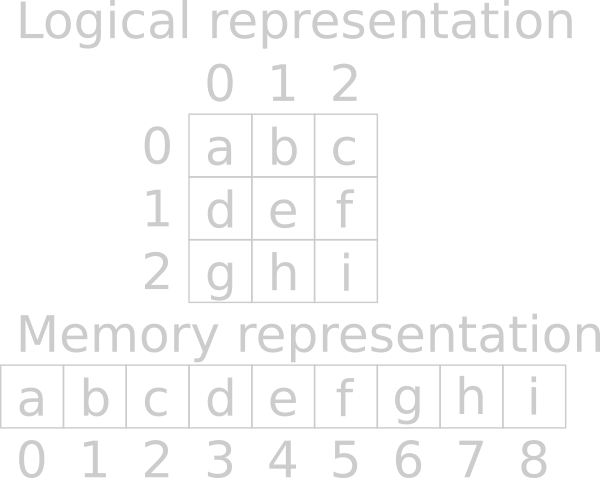 Logical representation
0 1 2
0 a b c
1 d e f
2 g h i
Memory representation
a b c d e f g h i
0 1 2 3 4 5 6 7 8